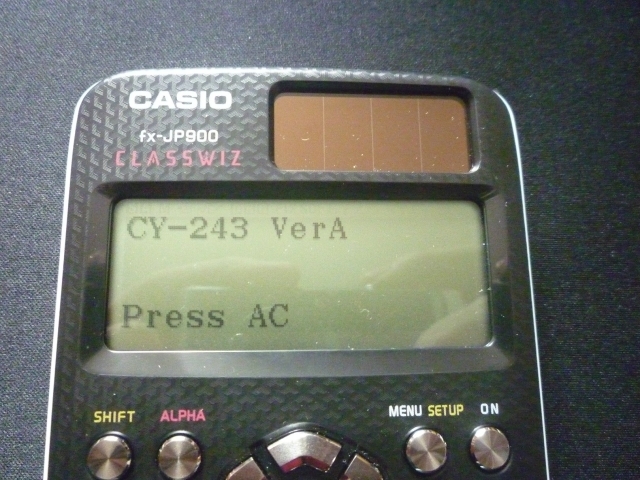 CASIO
fx-JP900
CLASSWIZ
CY-243 VerA
Press AC
SHIFT ALPHA MENU SETUP ON